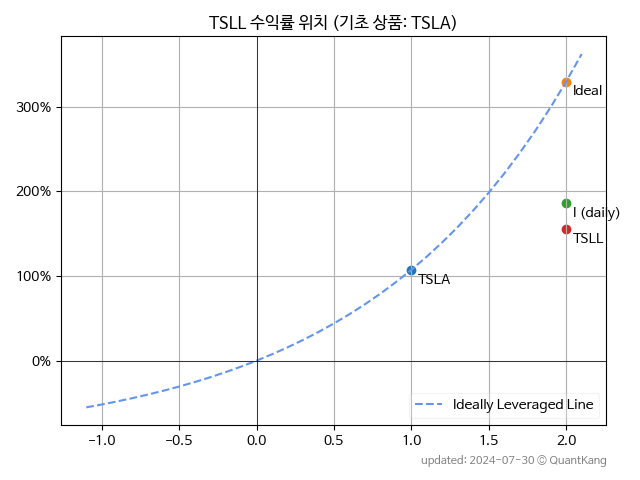 TSLL 수익률 위치 (기초 상품: TSLA)
300%
200%
100%
0%
Ideal
I (daily)
TSLL
TSLA
Ideally Leveraged Line
−1.0 −0.5 0.0 0.5 1.0 1.5 2.0
updated: 2024-07-30 © QuantKang